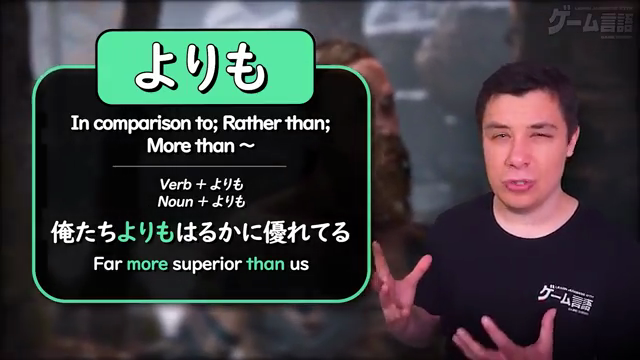 よりも
In comparison to; Rather than;
More than ～
Verb + よりも
Noun + よりも
俺たちよりもはるかに優れてる
Far more superior than us
ゲーム言語
ゲーム言語